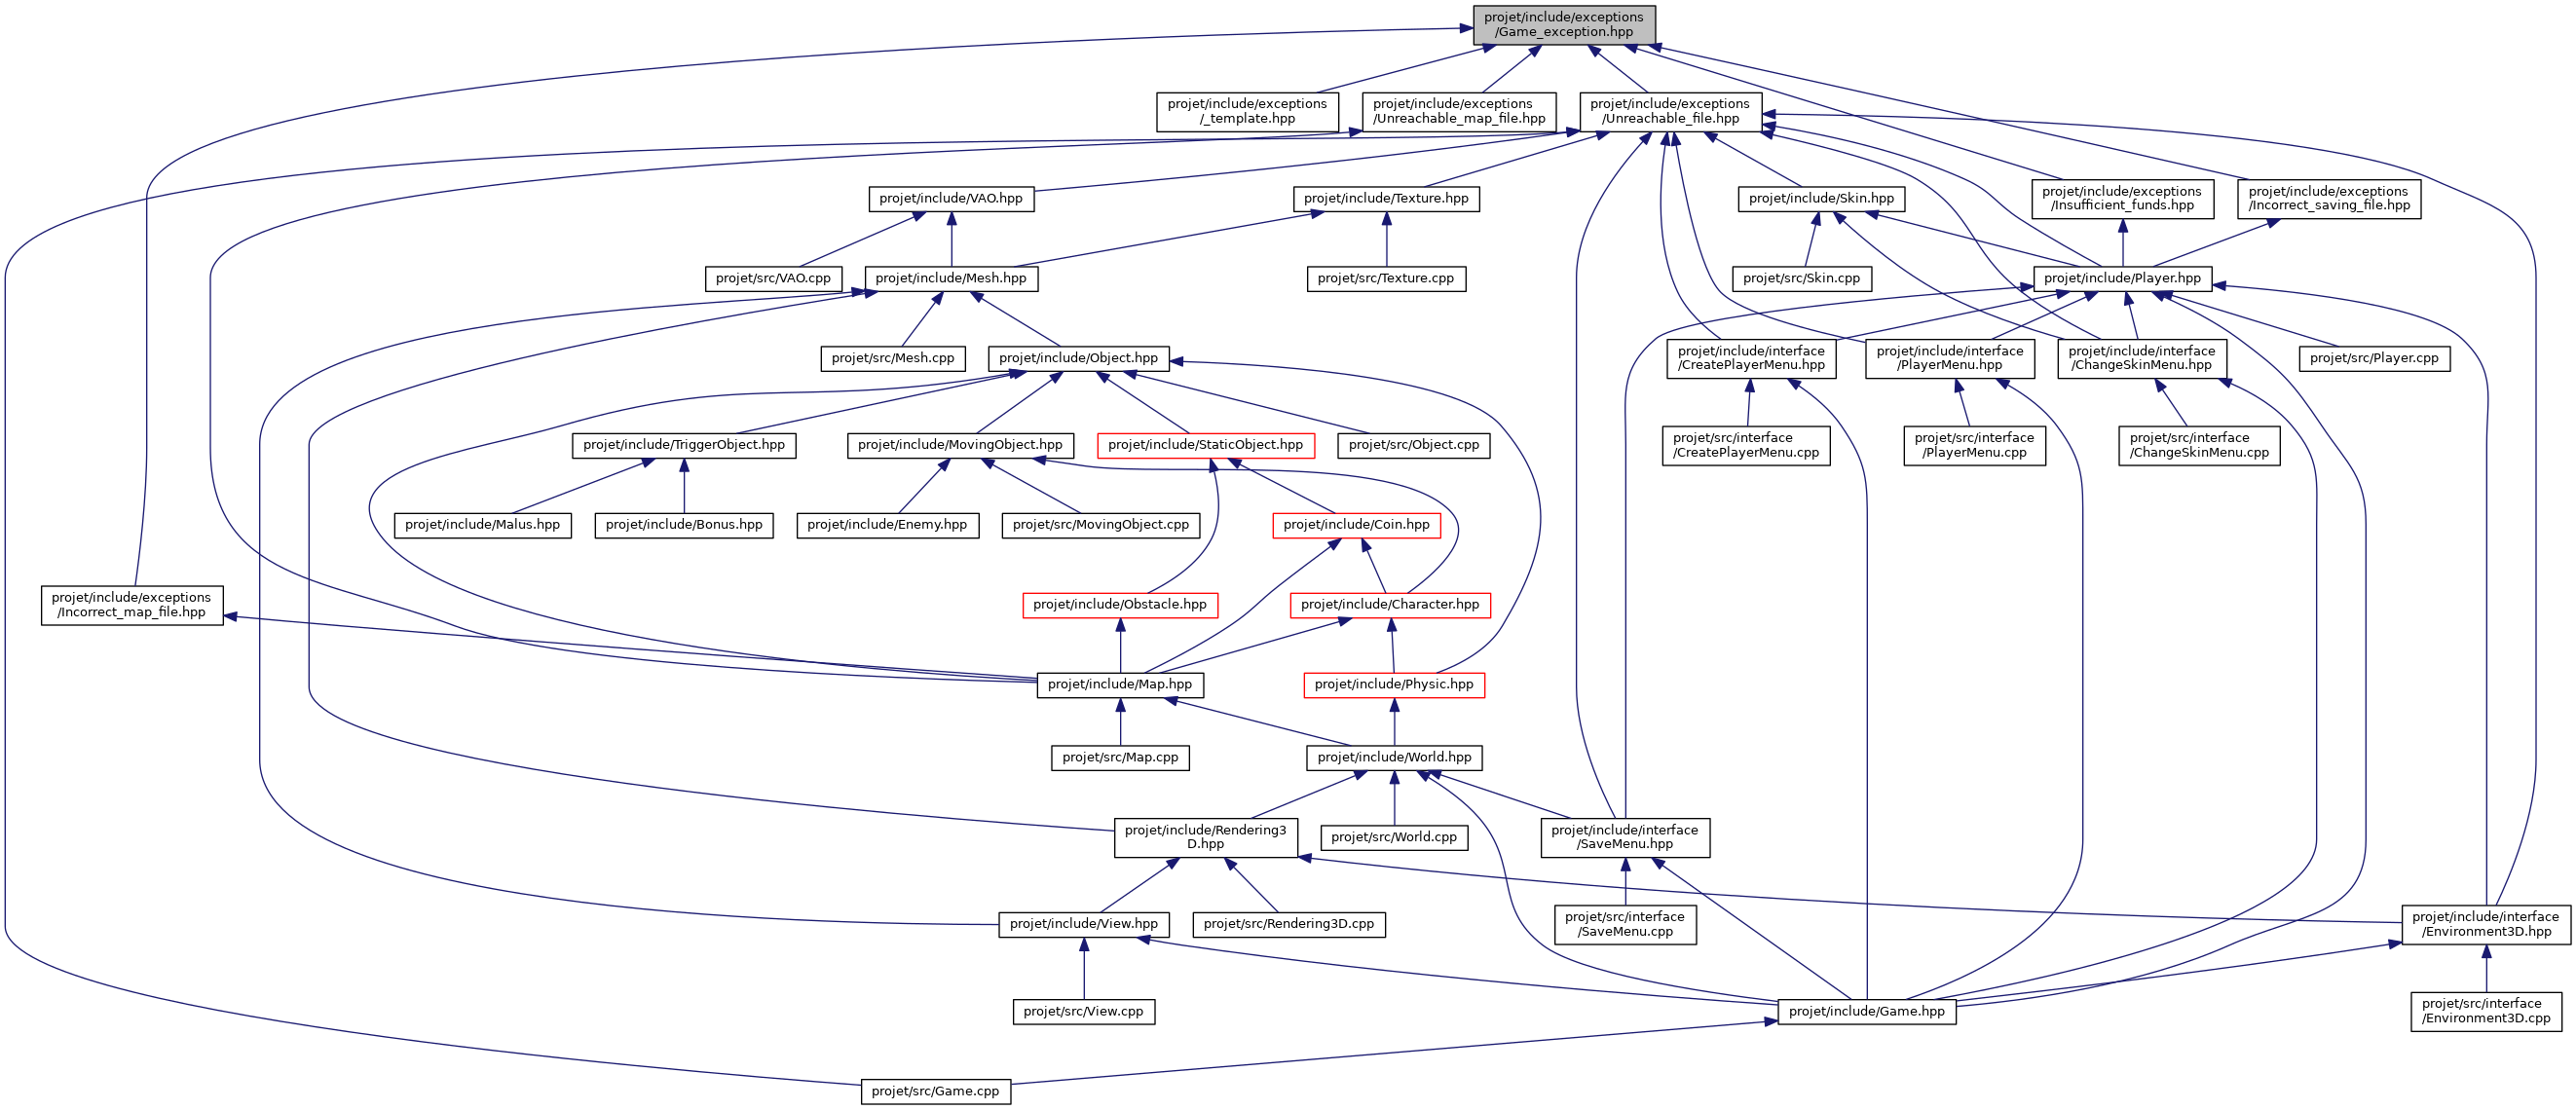 projet/include/exceptions
/Game_exception.hpp
projet/include/exceptions
/_template.hpp
projet/include/exceptions
/Unreachable_map_file.hpp
projet/include/exceptions
/Unreachable_file.hpp
projet/include/VAO.hpp
projet/include/Texture.hpp
projet/include/Skin.hpp
projet/include/exceptions
/Insufficient_funds.hpp
projet/include/exceptions
/Incorrect_saving_file.hpp
projet/src/VAO.cpp
projet/include/Mesh.hpp
projet/src/Texture.cpp
projet/src/Skin.cpp
projet/include/Player.hpp
projet/src/Mesh.cpp
projet/include/Object.hpp
projet/include/interface
/CreatePlayerMenu.hpp
projet/include/interface
/PlayerMenu.hpp
projet/include/interface
/ChangeSkinMenu.hpp
projet/src/Player.cpp
projet/include/TriggerObject.hpp
projet/include/MovingObject.hpp
projet/include/StaticObject.hpp
projet/src/Object.cpp
projet/src/interface
/CreatePlayerMenu.cpp
projet/src/interface
/PlayerMenu.cpp
projet/src/interface
/ChangeSkinMenu.cpp
projet/include/Malus.hpp
projet/include/Bonus.hpp
projet/include/Enemy.hpp
projet/src/MovingObject.cpp
projet/include/Coin.hpp
projet/include/exceptions
/Incorrect_map_file.hpp
projet/include/Obstacle.hpp
projet/include/Character.hpp
projet/include/Map.hpp
projet/include/Physic.hpp
projet/src/Map.cpp
projet/include/World.hpp
projet/include/Rendering3
D.hpp
projet/src/World.cpp
projet/include/interface
/SaveMenu.hpp
projet/include/View.hpp
projet/src/Rendering3D.cpp
projet/src/interface
/SaveMenu.cpp
projet/include/interface
/Environment3D.hpp
projet/src/View.cpp
projet/include/Game.hpp
projet/src/interface
/Environment3D.cpp
projet/src/Game.cpp